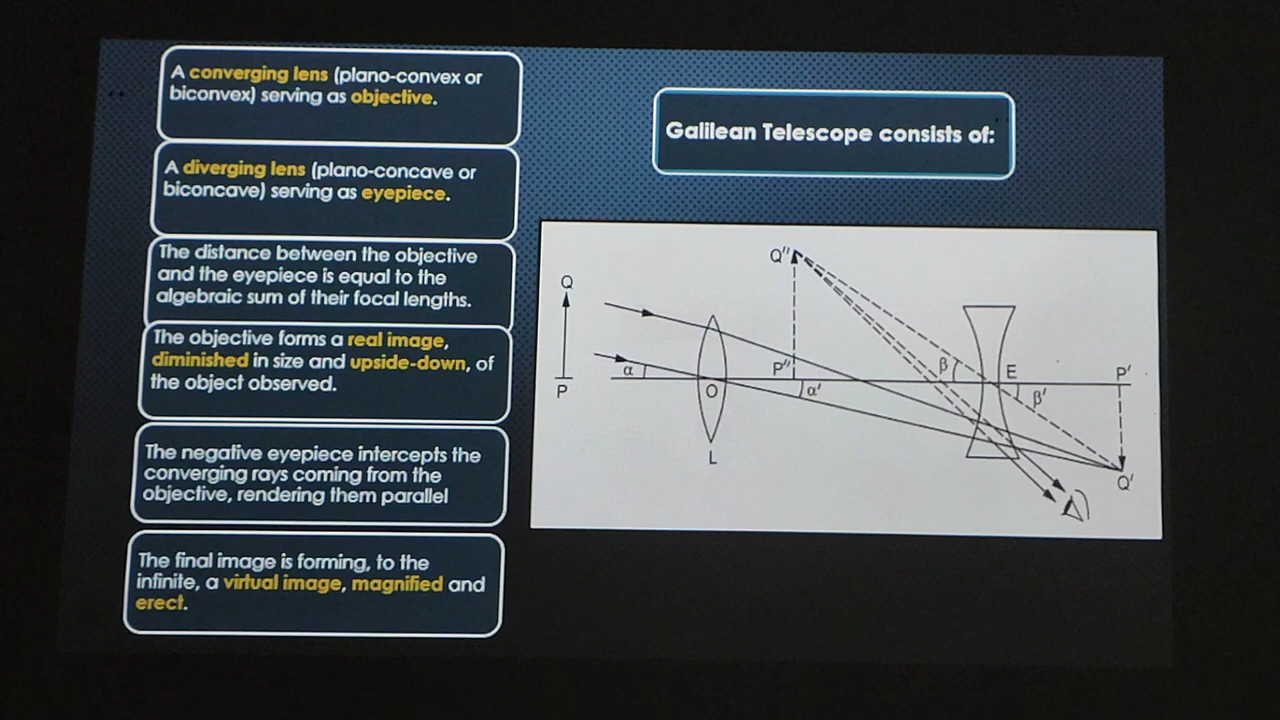 A converging lens (plano-convex or
biconvex) serving as objective.
A diverging lens (plano-concave or
biconcave) serving as eyepiece.
The distance between the objective
and the eyepiece is equal to the
algebraic sum of their focal lengths.
The objective forms a real image,
diminished in size and upside-down, of
the object observed.
The negative eyepiece intercepts the
converging rays coming from the
objective, rendering them parallel
The final image is forming, to the
infinite, a virtual image, magnified and
erect.
Galilean Telescope consists of:
Q"
Q
P" β E P'
α
P O α' β'
L
Q'